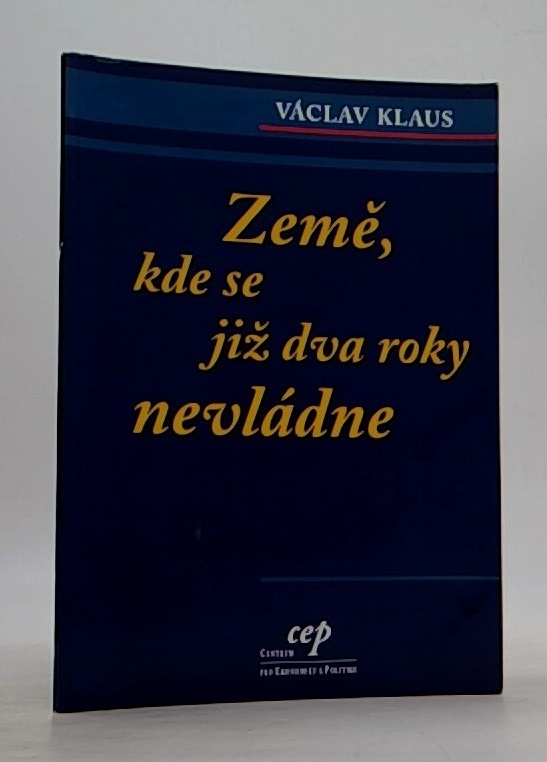 VÁCLAV KLAUS
Země,
kde se
již dva roky
nevládne
cep
CENTRUM
PRO EKONOMIKU A POLITIKU